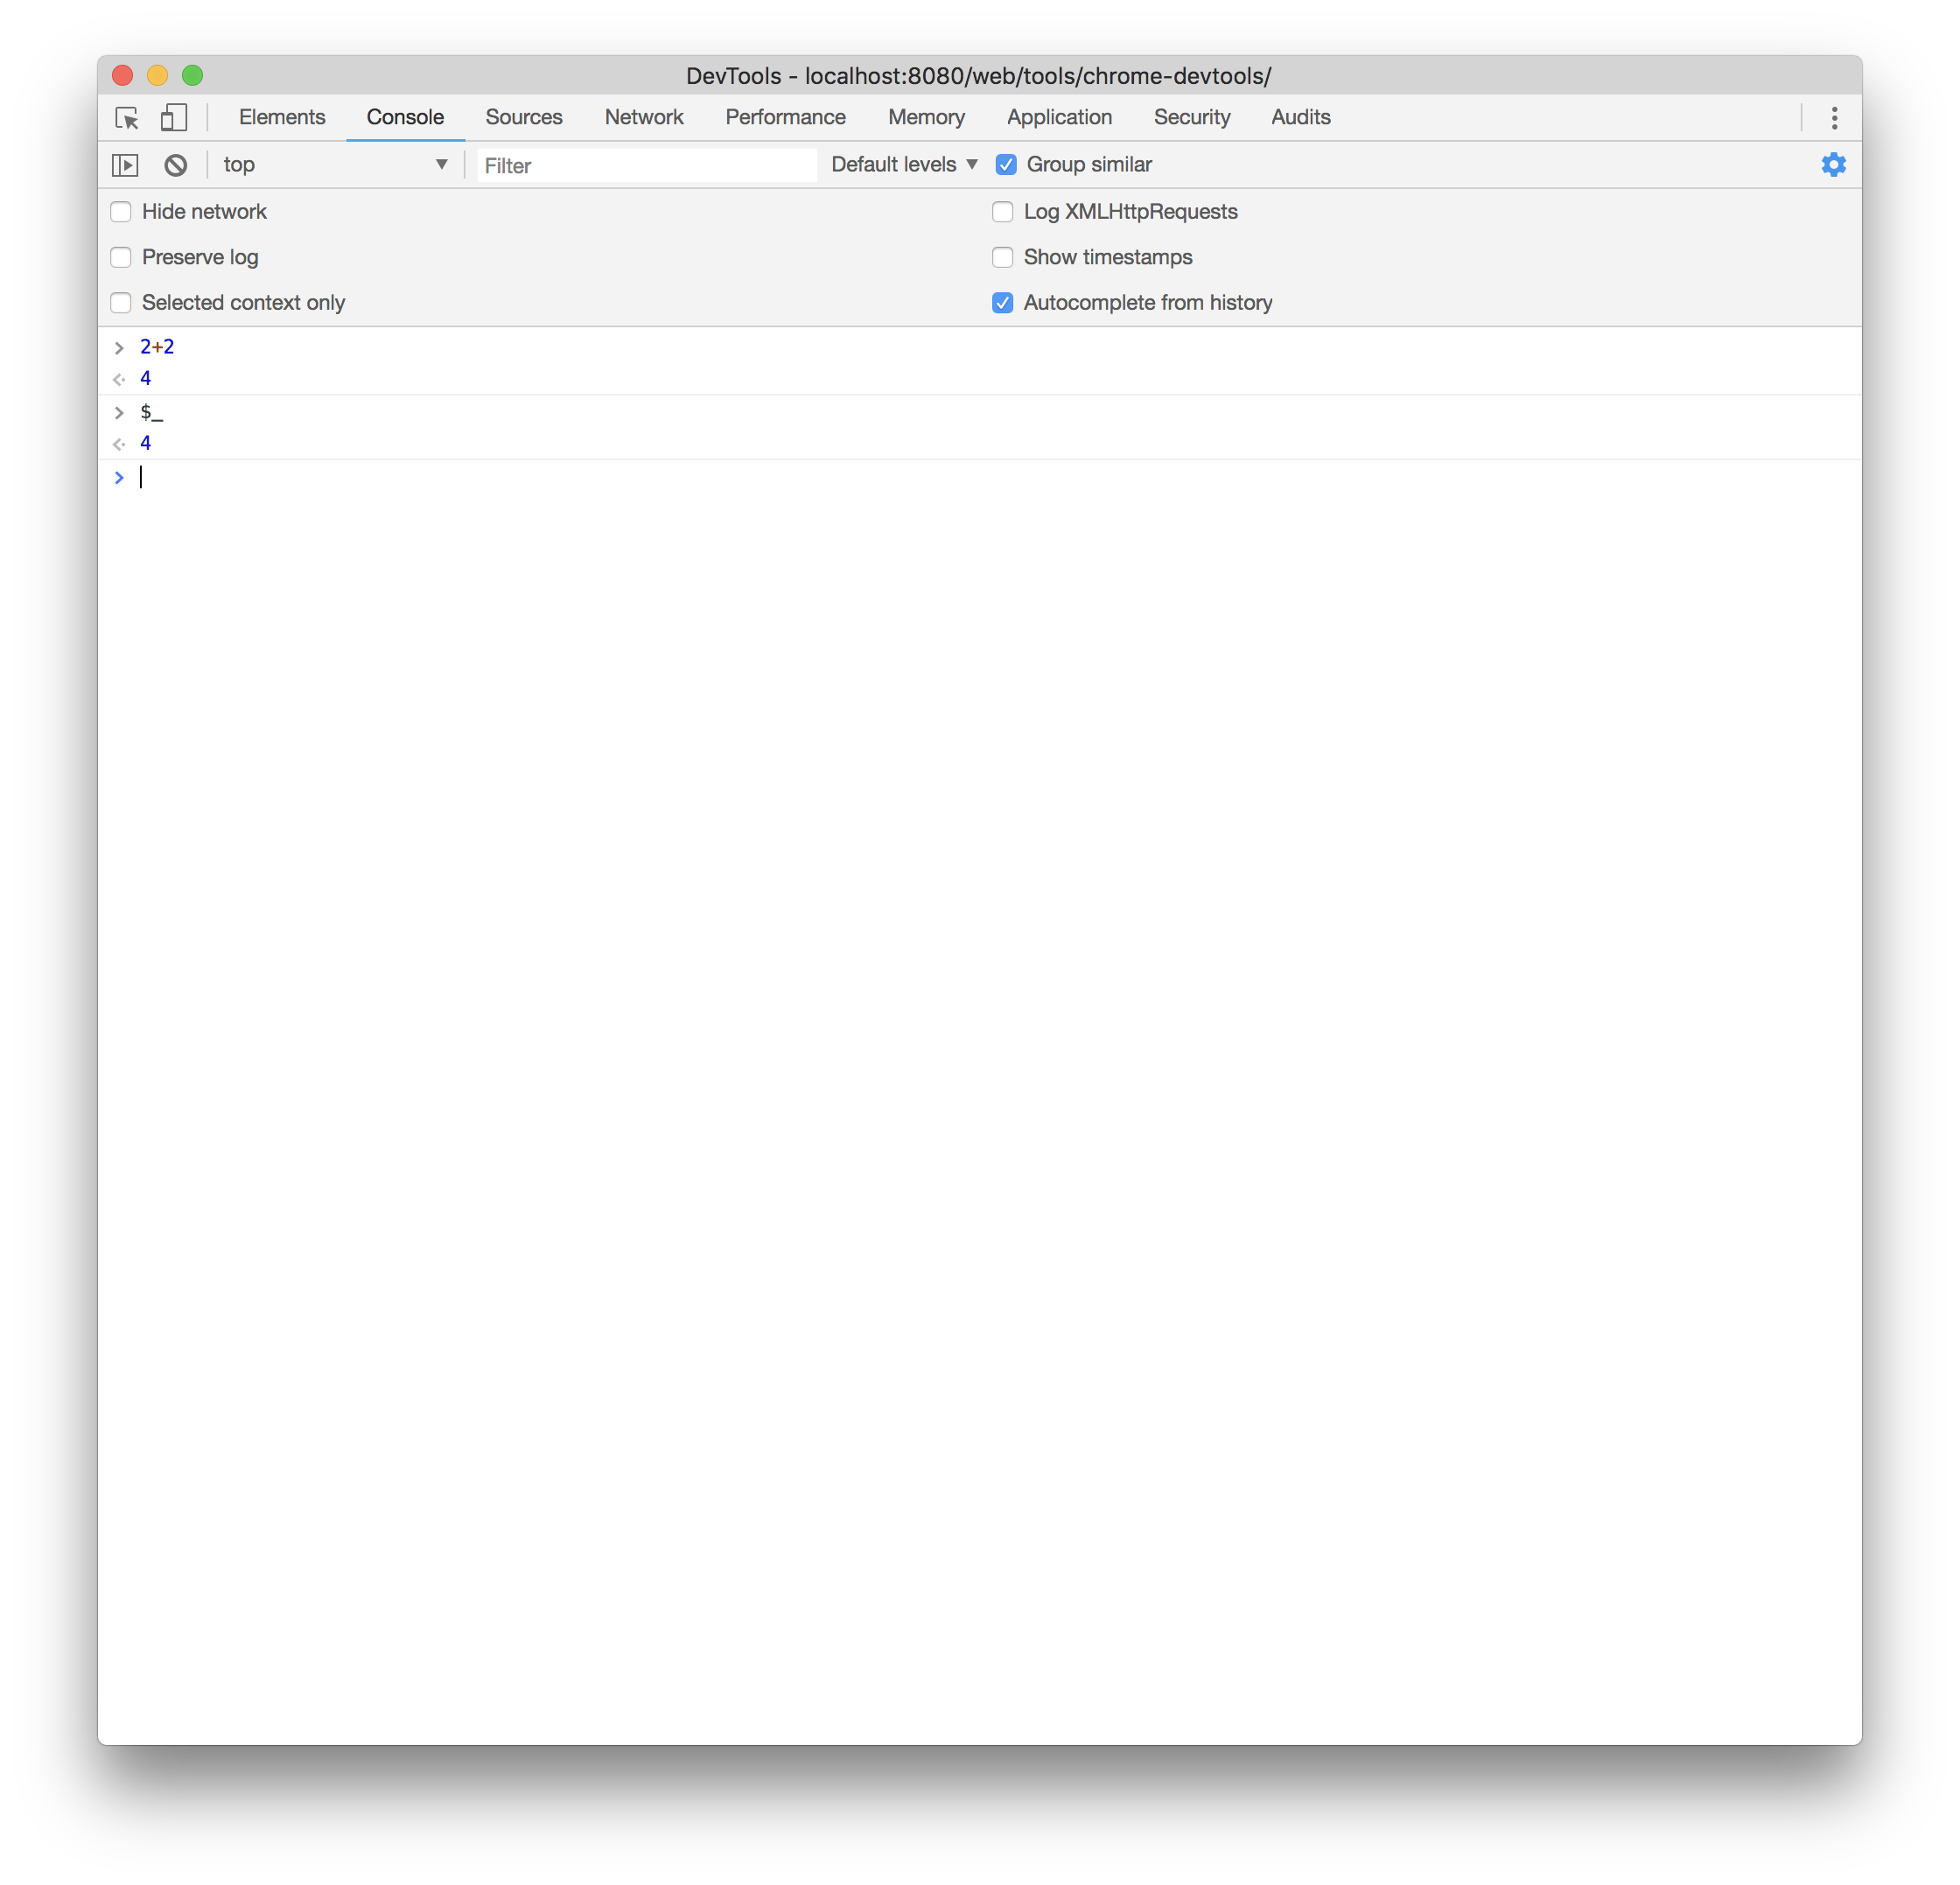 DevTools - localhost:8080/web/tools/chrome-devtools/
Elements Console Sources Network Performance Memory Application Security Audits
top Filter Default levels Group similar
Hide network Log XMLHttpRequests
Preserve log Show timestamps
Selected context only Autocomplete from history
2+2
4
$_
4